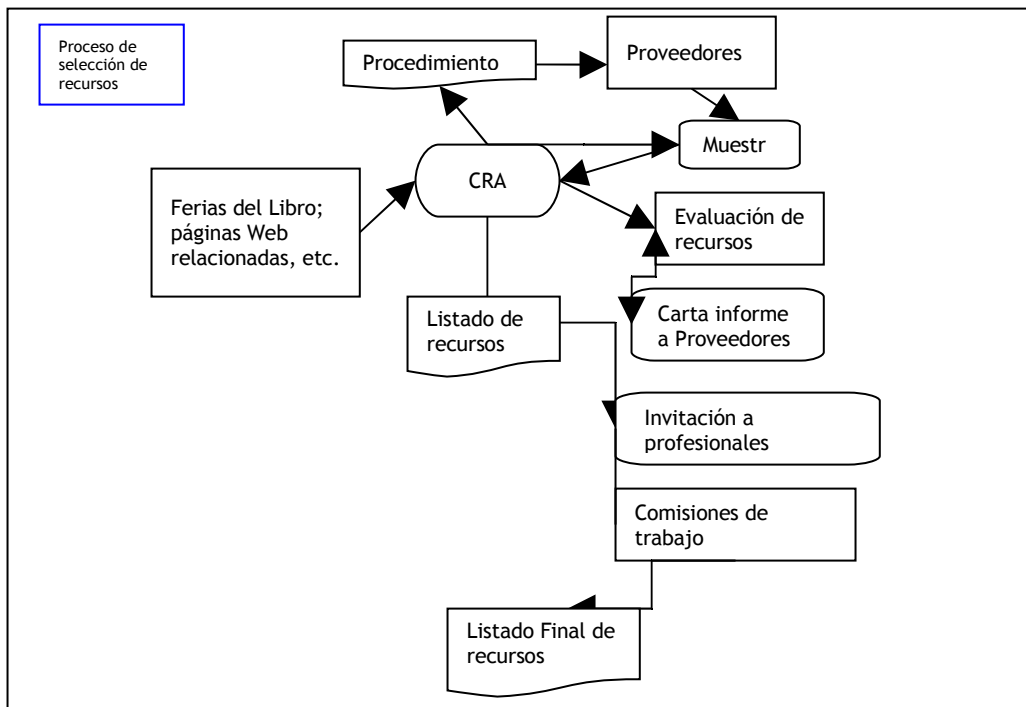 Proceso de
selección de
recursos
Procedimiento
Proveedores
Muestr
CRA
Ferias del Libro;
páginas Web
relacionadas, etc.
Evaluación de
recursos
Listado de
recursos
Carta informe
a Proveedores
Invitación a
profesionales
Comisiones de
trabajo
Listado Final de
recursos